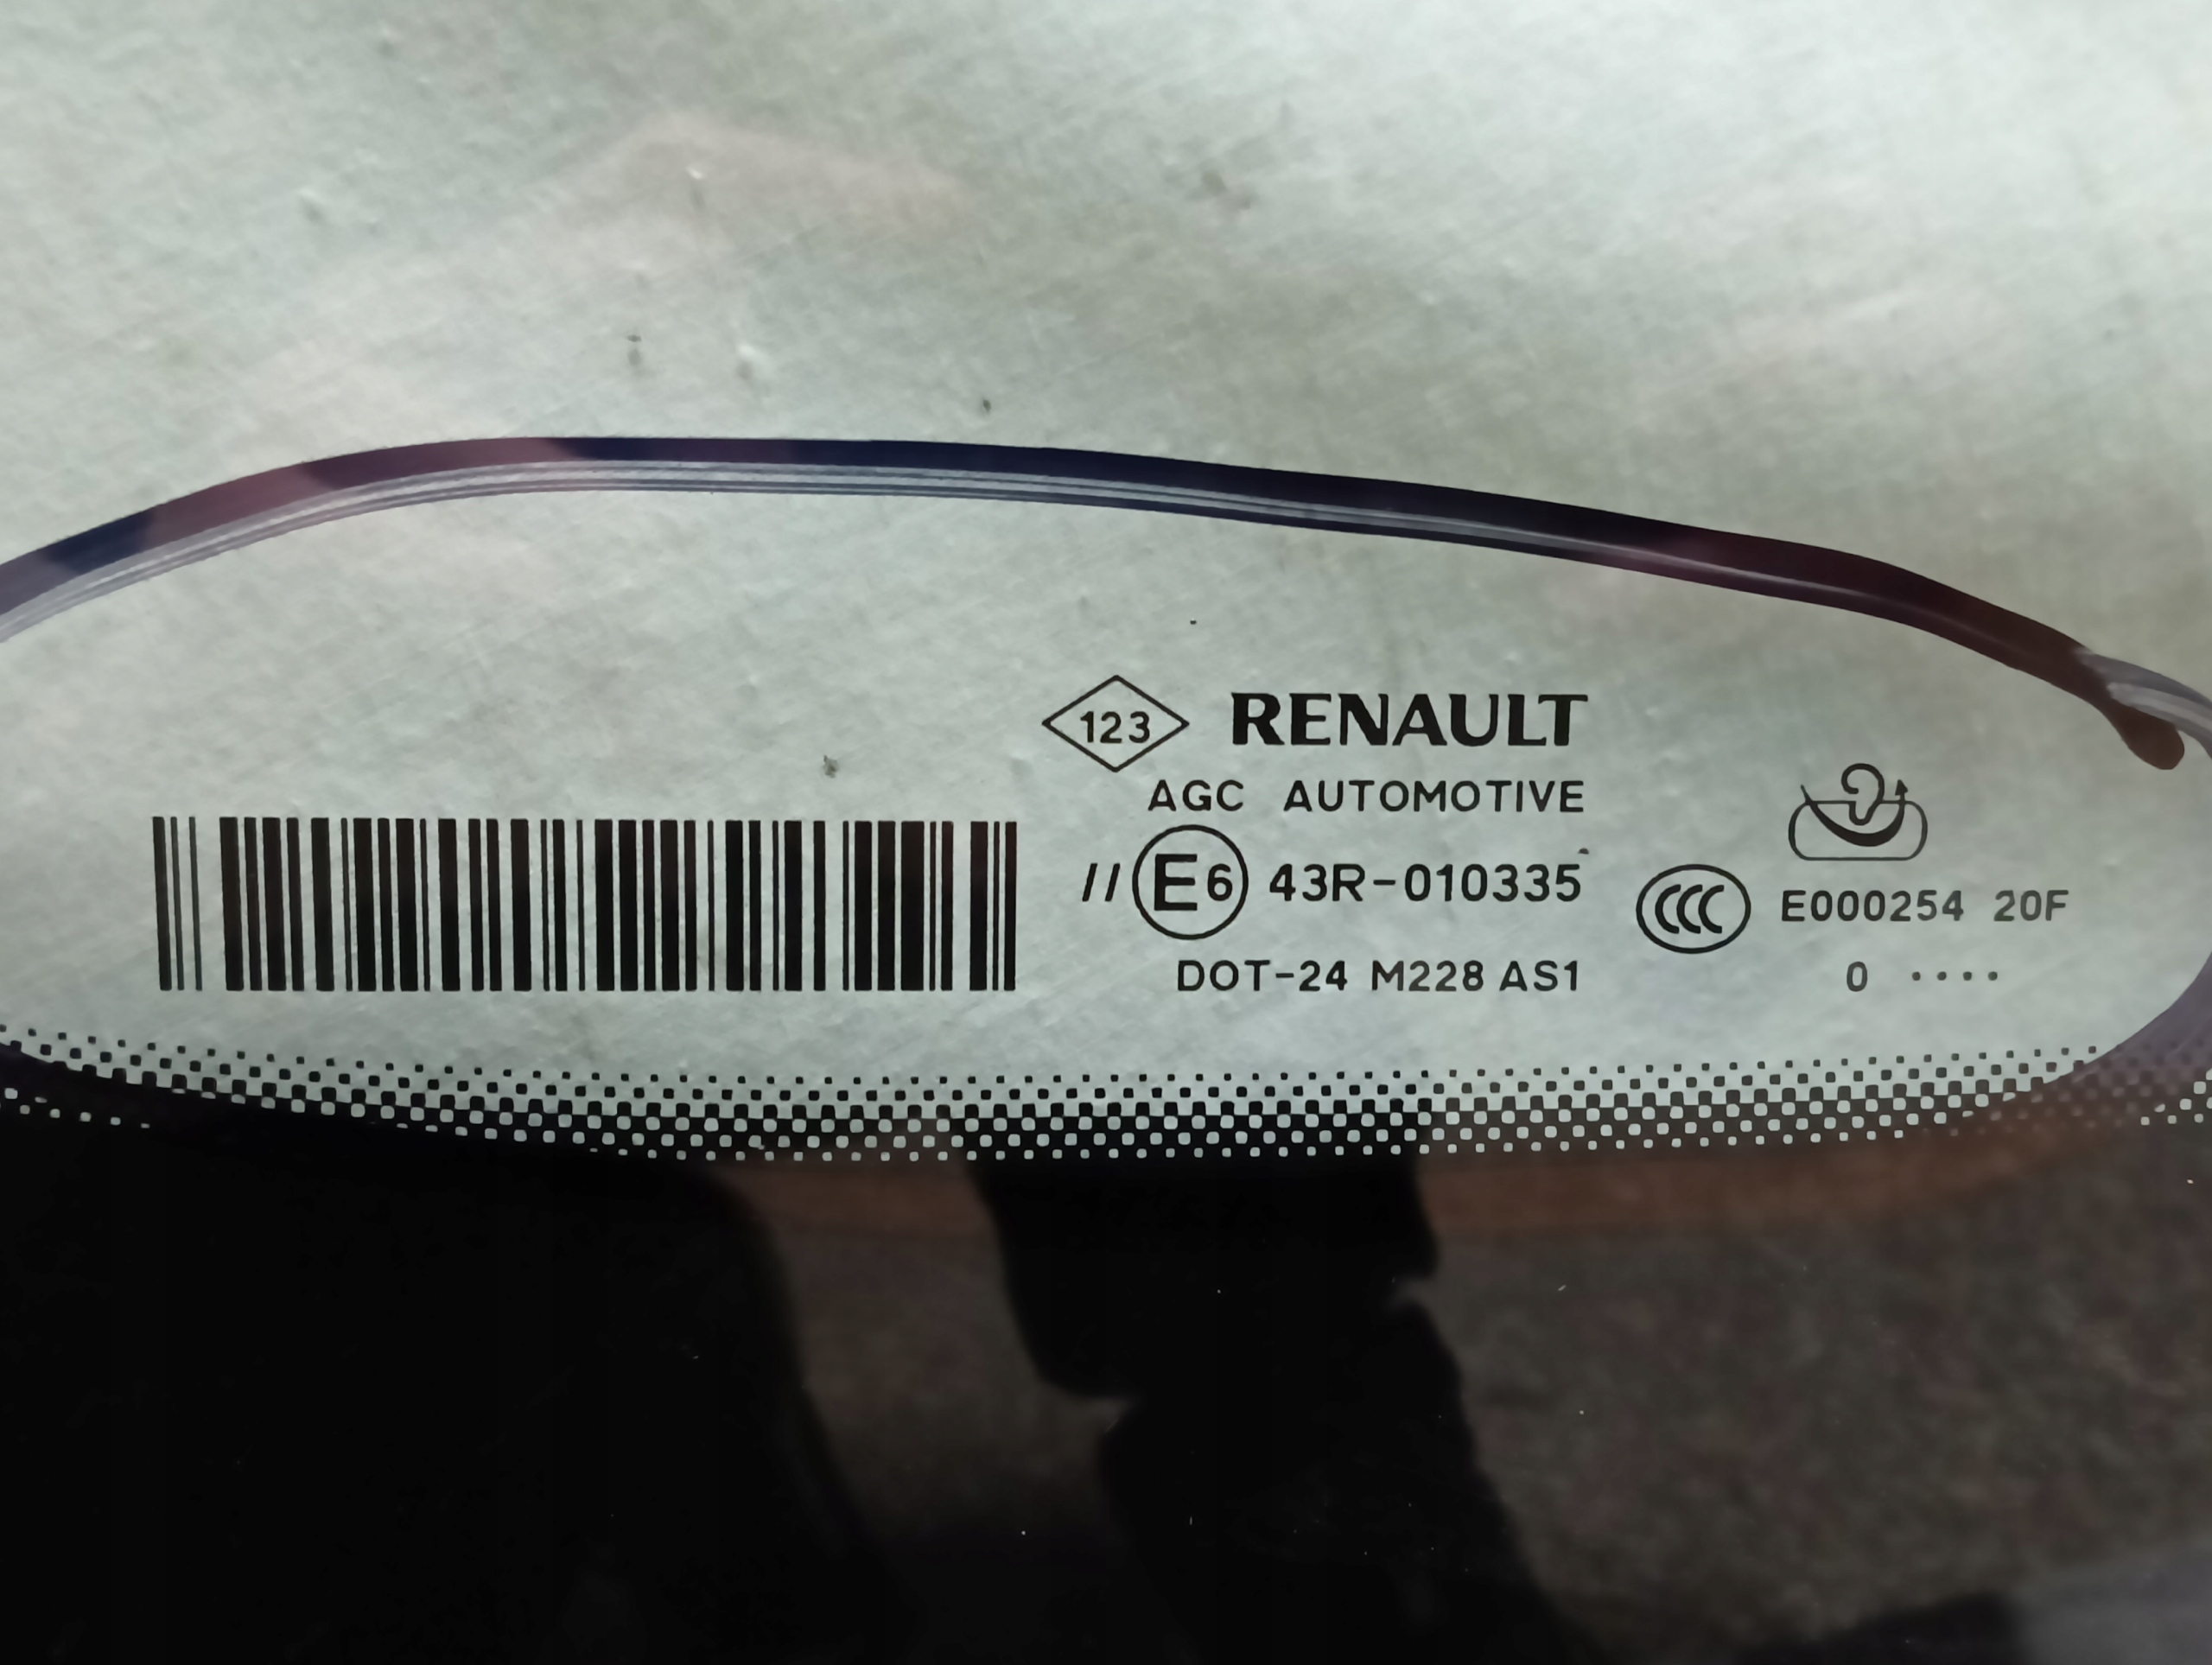 123 RENAULT
AGC AUTOMOTIVE
// E6 43R-010335
CCC E000254 20F
DOT-24 M228 AS1
0 ····